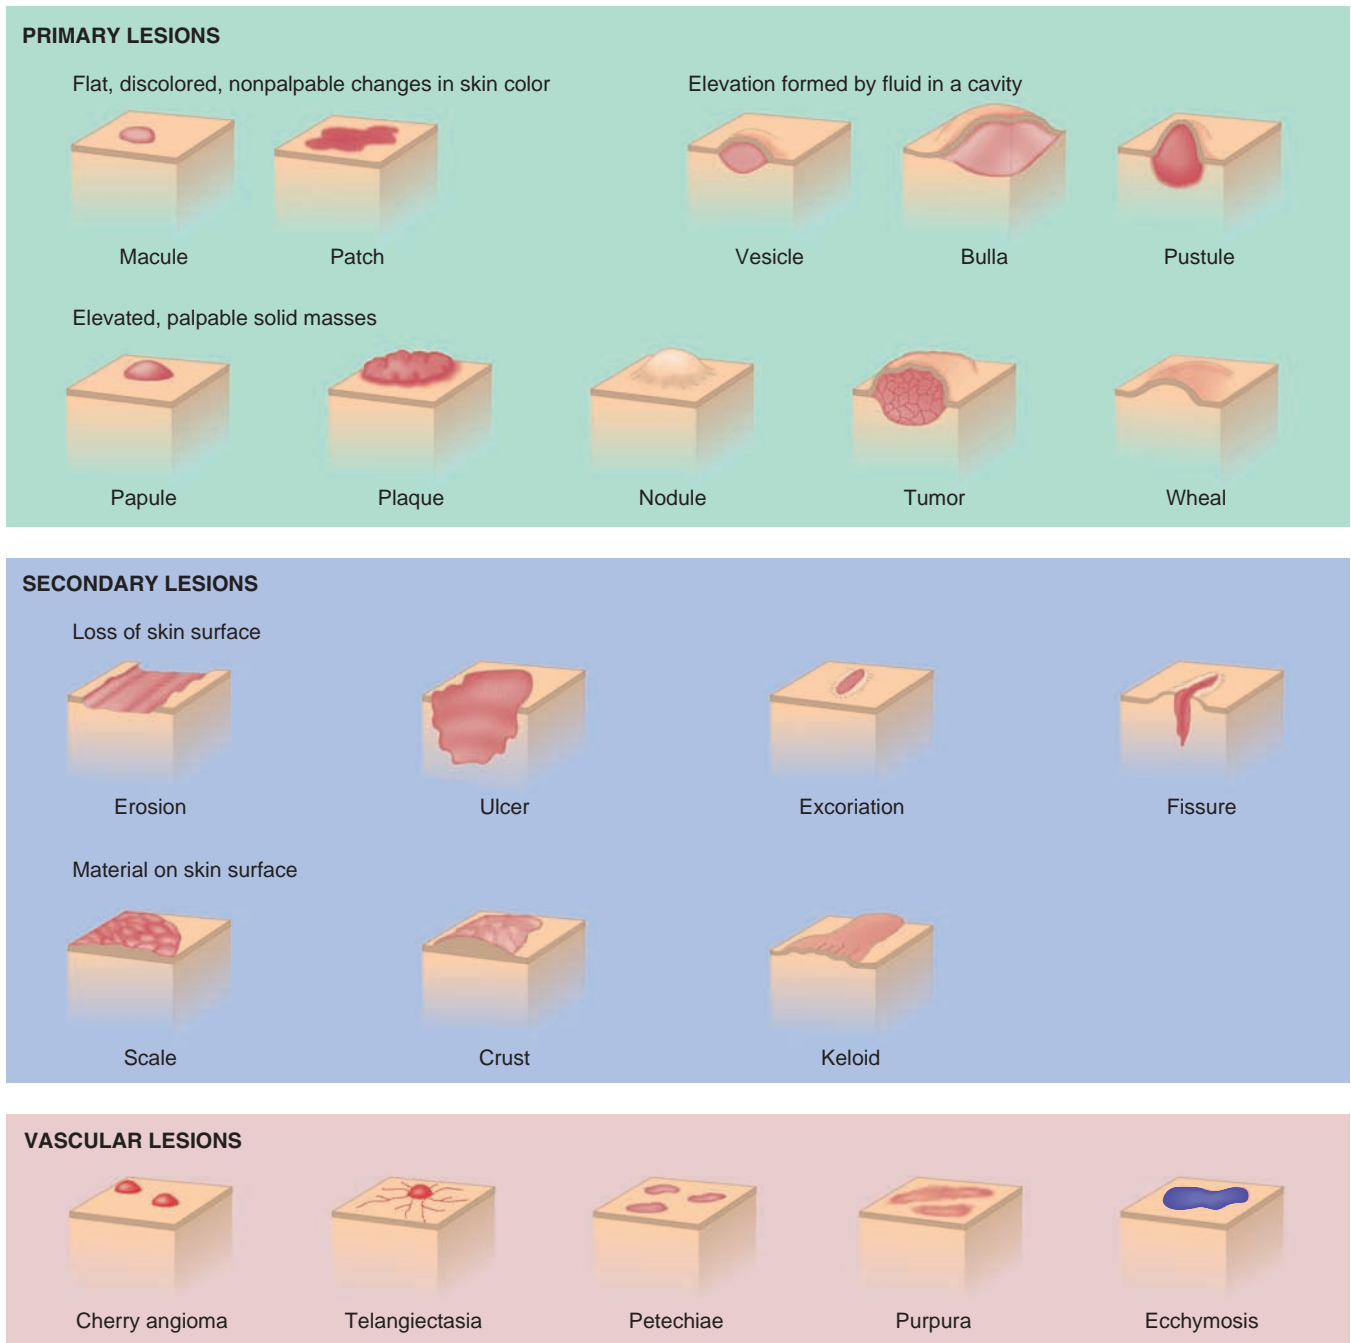 PRIMARY LESIONS
Flat, discolored, nonpalpable changes in skin color
Elevation formed by fluid in a cavity
Macule
Patch
Vesicle
Bulla
Pustule
Elevated, palpable solid masses
Papule
Plaque
Nodule
Tumor
Wheal
SECONDARY LESIONS
Loss of skin surface
Erosion
Ulcer
Excoriation
Fissure
Material on skin surface
Scale
Crust
Keloid
VASCULAR LESIONS
Cherry angioma
Telangiectasia
Petechiae
Purpura
Ecchymosis